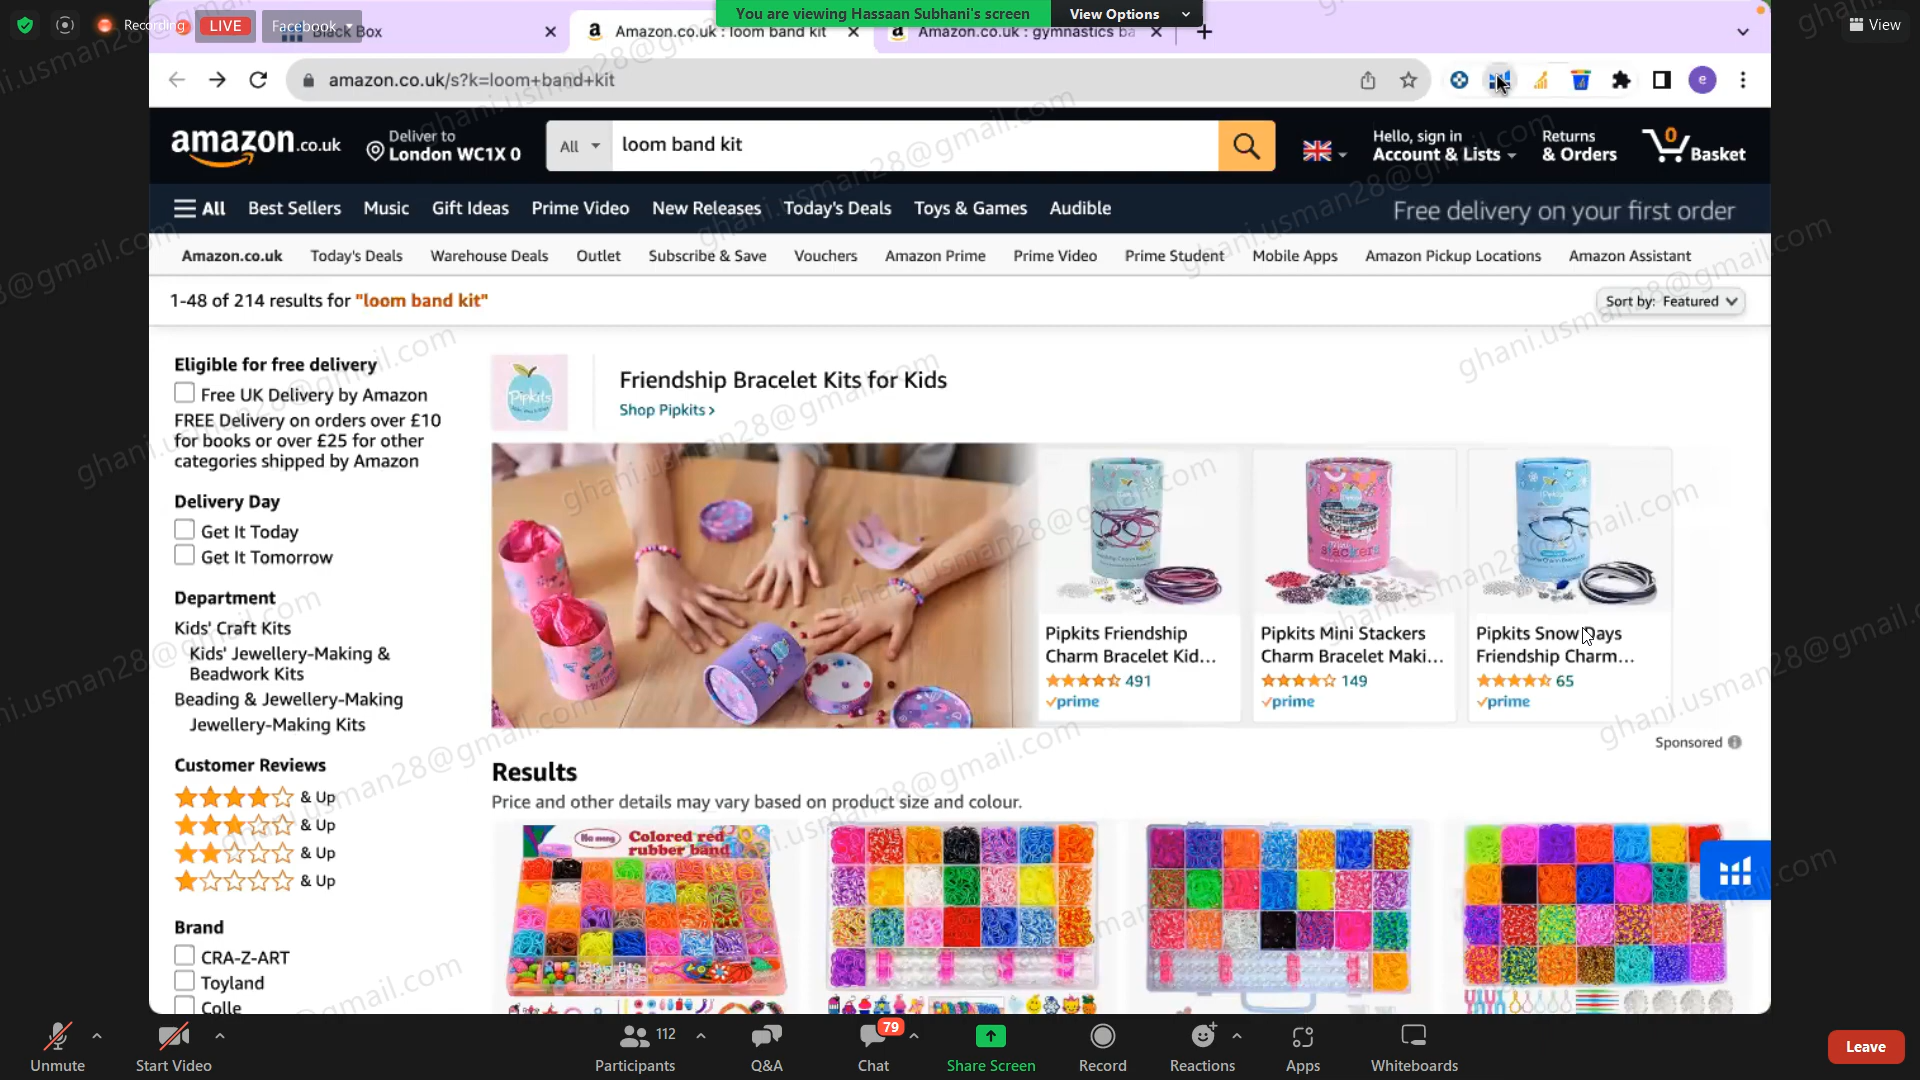 Recording
LIVE
Facebook
You are viewing Hassaan Subhani's screen
View Options
View
Black Box
Amazon.co.uk : loom band kit
Amazon.co.uk : gymnastics ba
amazon.co.uk/s?k=loom+band+kit
e
amazon.co.uk
Deliver to
London WC1X 0
All
loom band kit
Hello, sign in
Account & Lists
Returns
& Orders
0
Basket
All
Best Sellers
Music
Gift Ideas
Prime Video
New Releases
Today's Deals
Toys & Games
Audible
Free delivery on your first order
Amazon.co.uk
Today's Deals
Warehouse Deals
Outlet
Subscribe & Save
Vouchers
Amazon Prime
Prime Video
Prime Student
Mobile Apps
Amazon Pickup Locations
Amazon Assistant
1-48 of 214 results for "loom band kit"
Sort by: Featured
Eligible for free delivery
Free UK Delivery by Amazon
FREE Delivery on orders over £10
for books or over £25 for other
categories shipped by Amazon
Delivery Day
Get It Today
Get It Tomorrow
Department
Kids' Craft Kits
Kids' Jewellery-Making &
Beadwork Kits
Beading & Jewellery-Making
Jewellery-Making Kits
Customer Reviews
& Up
& Up
& Up
& Up
Brand
CRA-Z-ART
Toyland
Colle
Pipkits
Friendship Bracelet Kits for Kids
Shop Pipkits ›
Pipkits Friendship
Charm Bracelet Kid...
491
prime
Pipkits Mini Stackers
Charm Bracelet Maki...
149
prime
Pipkits Snow Days
Friendship Charm...
65
prime
Sponsored
Results
Price and other details may vary based on product size and colour.
Colored red
rubber band
ghani.usman28@gmail.com
Unmute
Start Video
112
Participants
Q&A
79
Chat
Share Screen
Record
Reactions
Apps
Whiteboards
Leave